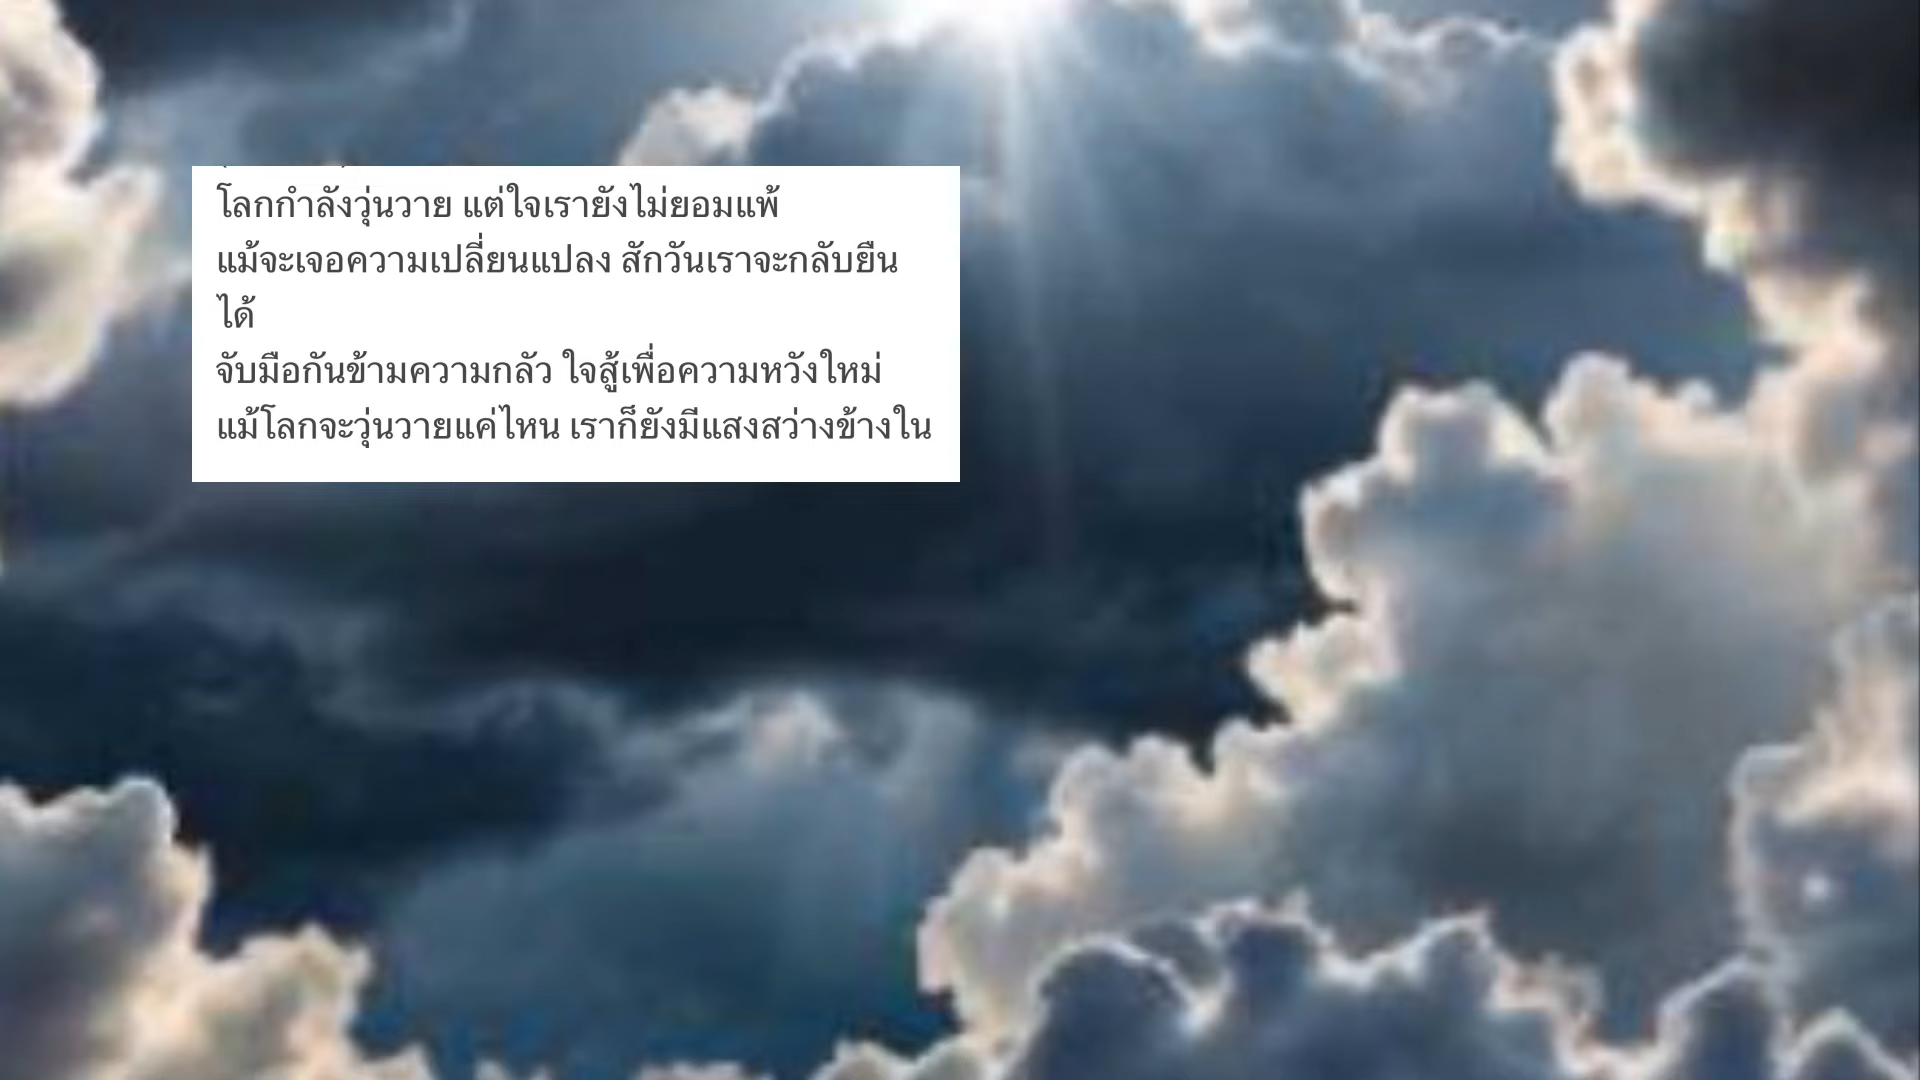 โลกกำลังวุ่นวาย แต่ใจเรายังไม่ยอมแพ้
แม้จะเจอความเปลี่ยนแปลง สักวันเราจะกลับยืน
ได้
จับมือกันข้ามความกลัว ใจสู้เพื่อความหวังใหม่
แม้โลกจะวุ่นวายแค่ไหน เราก็ยังมีแสงสว่างข้างใน